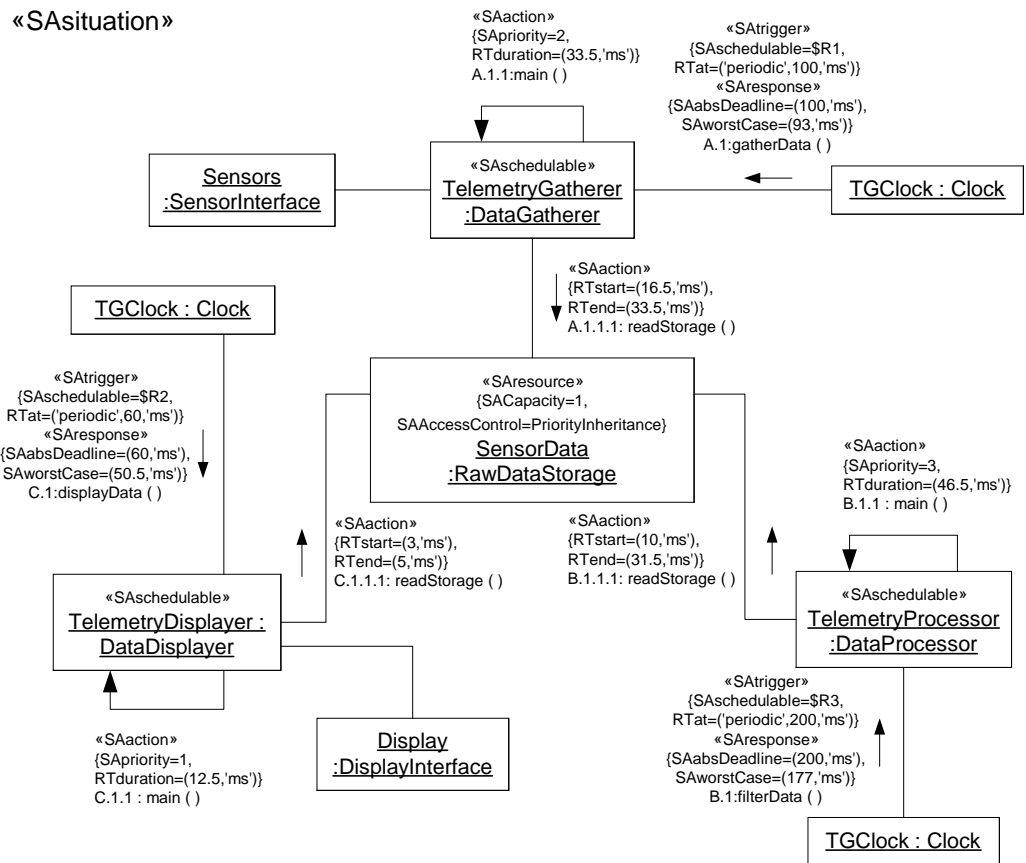 «SAsituation»
«SAaction»
{SApriority=2,
RTduration=(33.5,'ms')}
A.1.1:main ( )
«SAtrigger»
{SAschedulable=$R1,
RTat=('periodic',100,'ms')}
«SAresponse»
{SAabsDeadline=(100,'ms'),
SAworstCase=(93,'ms')}
A.1:gatherData ( )
Sensors
:SensorInterface
«SAschedulable»
TelemetryGatherer
:DataGatherer
TGClock : Clock
«SAaction»
{RTstart=(16.5,'ms'),
RTend=(33.5,'ms')}
A.1.1.1: readStorage ( )
TGClock : Clock
«SAtrigger»
{SAschedulable=$R2,
RTat=('periodic',60,'ms')}
«SAresponse»
{SAabsDeadline=(60,'ms'),
SAworstCase=(50.5,'ms')}
C.1:displayData ( )
«SAresource»
{SACapacity=1,
SAAccessControl=PriorityInheritance}
SensorData
:RawDataStorage
«SAaction»
{SApriority=3,
RTduration=(46.5,'ms')}
B.1.1 : main ( )
«SAaction»
{RTstart=(3,'ms'),
RTend=(5,'ms')}
C.1.1.1: readStorage ( )
«SAaction»
{RTstart=(10,'ms'),
RTend=(31.5,'ms')}
B.1.1.1: readStorage ( )
«SAschedulable»
TelemetryDisplayer :
DataDisplayer
«SAschedulable»
TelemetryProcessor
:DataProcessor
«SAaction»
{SApriority=1,
RTduration=(12.5,'ms')}
C.1.1 : main ( )
Display
:DisplayInterface
«SAtrigger»
{SAschedulable=$R3,
RTat=('periodic',200,'ms')}
«SAresponse»
{SAabsDeadline=(200,'ms'),
SAworstCase=(177,'ms')}
B.1:filterData ( )
TGClock : Clock